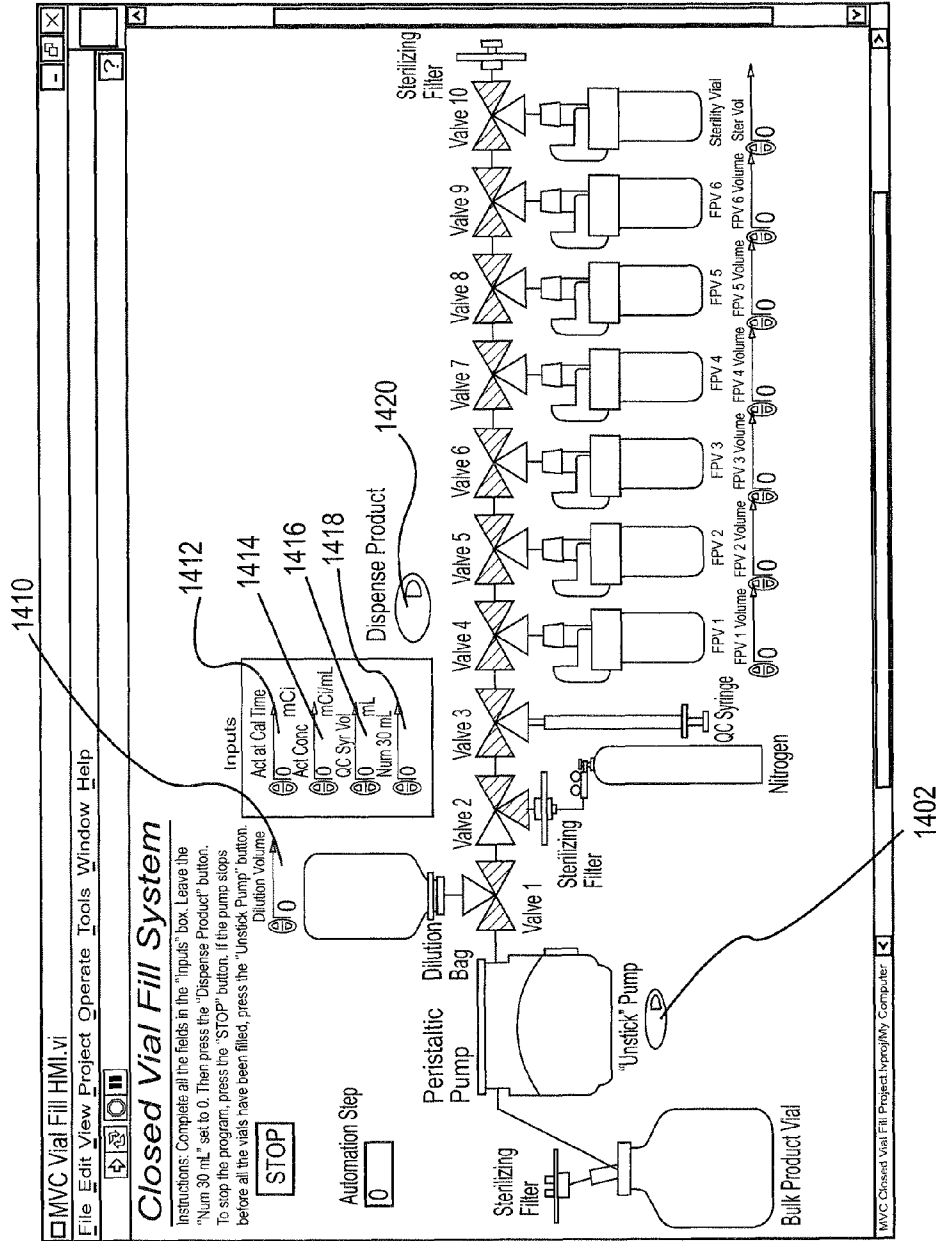 MVC Vial Fill HMI.vi
File Edit View Project Operate Tools Window Help
?
Closed Vial Fill System
Instructions: Complete all the fields in the "Inputs" box. Leave the
"Num 30 mL" set to 0. Then press the "Dispense Product" button.
To stop the program, press the "STOP" button. If the pump stops
before all the vials have been filled, press the "Unstick Pump" button.
STOP
Automation Step
0
1410
Dilution Volume
0
Inputs
Act at Cal Time
0 mCi
Act Conc
0 mCi/mL
QC Syr Vol
0 mL
Num 30 mL
0
1412
1414
1416
1418
Dispense Product
1420
Sterilizing
Filter
Bulk Product Vial
Peristaltic
Pump
"Unstick" Pump
1402
Dilution
Bag
Valve 1
Valve 2
Valve 3
Valve 4
Valve 5
Valve 6
Valve 7
Valve 8
Valve 9
Valve 10
Sterilizing
Filter
Sterilizing
Filter
Nitrogen
QC Syringe
FPV 1
FPV 2
FPV 3
FPV 4
FPV 5
FPV 6
Sterility Vial
FPV 1 Volume
0
FPV 2 Volume
0
FPV 3 Volume
0
FPV 4 Volume
0
FPV 5 Volume
0
FPV 6 Volume
0
Ster Vol
0
MVC Closed Vial Fill Project.lvproj/My Computer